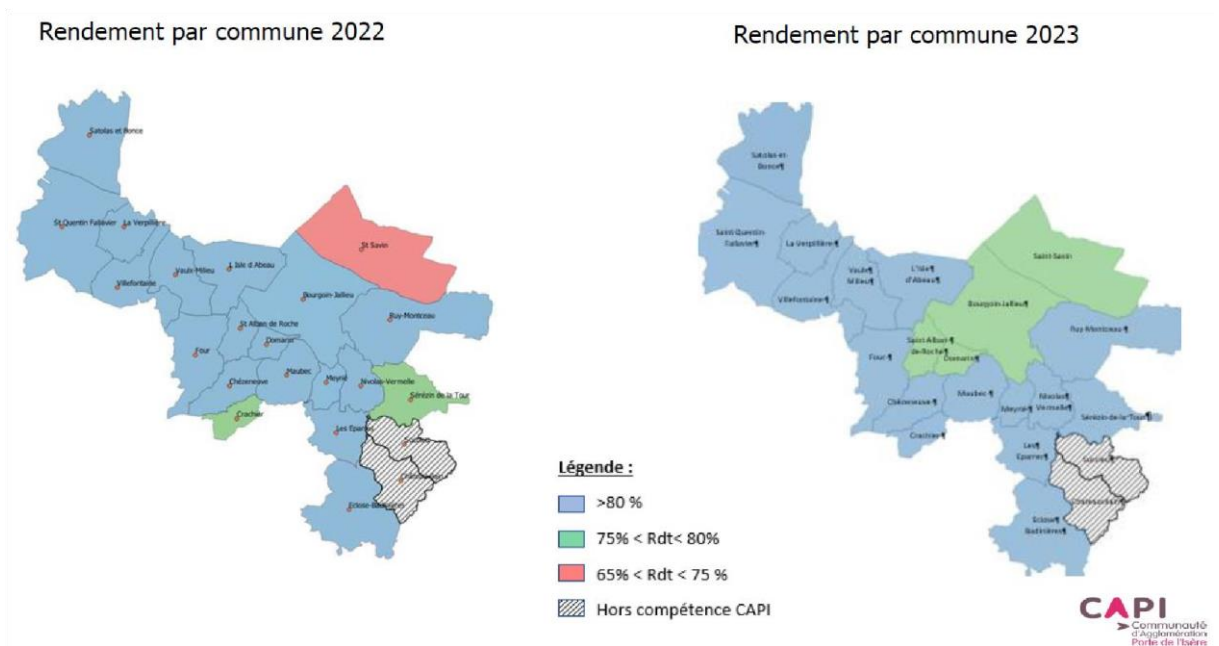 Rendement par commune 2022
Rendement par commune 2023
Satolas et Bonce
St Quentin Fallavier
La Verpillière
Villefontaine
Vaulx-Milieu
L Isle d Abeau
St Savin
Bourgoin-Jallieu
Ruy-Montceau
St Alban de Roche
Domarin
Four
Maubec
Meyrié
Nivolas-Vermelle
Chèzeneuve
Sérézin de la Tour
Crachier
Les Eparres
Eclose-Badinières
Satolas-et-
Bonce¶
Saint-Quentin-
Fallavier¶
La Verpillière¶
Villefontaine¶
Vaulx¶
Milieu¶
L'Isle¶
d'Abeau¶
Saint-Savin
Bourgoin-Jallieu¶
Ruy Montceau ¶
Saint-Alban¶
de-Roche¶
Domarin¶
Four¶
Maubec¶
Meyrié¶
Nivolas¶
Vermelle¶
Chèzeneuve¶
Crachier¶
Sérézin-de-la-Tour¶
Les
Eparres¶
Eclose¶
Badinières¶
Légende :
>80 %
75% < Rdt< 80%
65% < Rdt < 75 %
Hors compétence CAPI
CAPI
Communauté
d'Agglomération
Porte de l'Isère